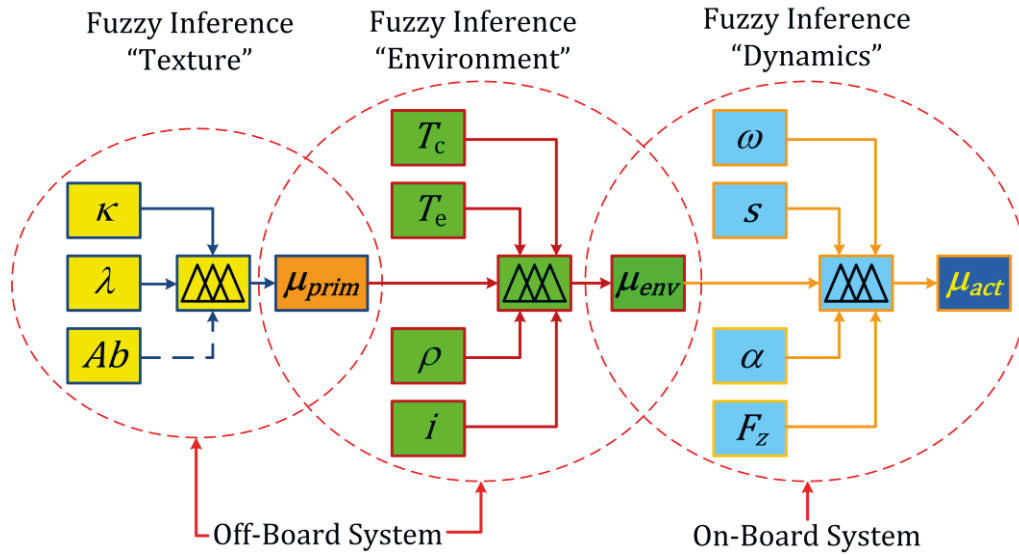 Fuzzy Inference
“Texture”
Fuzzy Inference
“Environment”
Fuzzy Inference
“Dynamics”
κ
λ
Ab
μprim
Tc
Te
ρ
i
μenv
ω
s
α
Fz
μact
Off-Board System
On-Board System